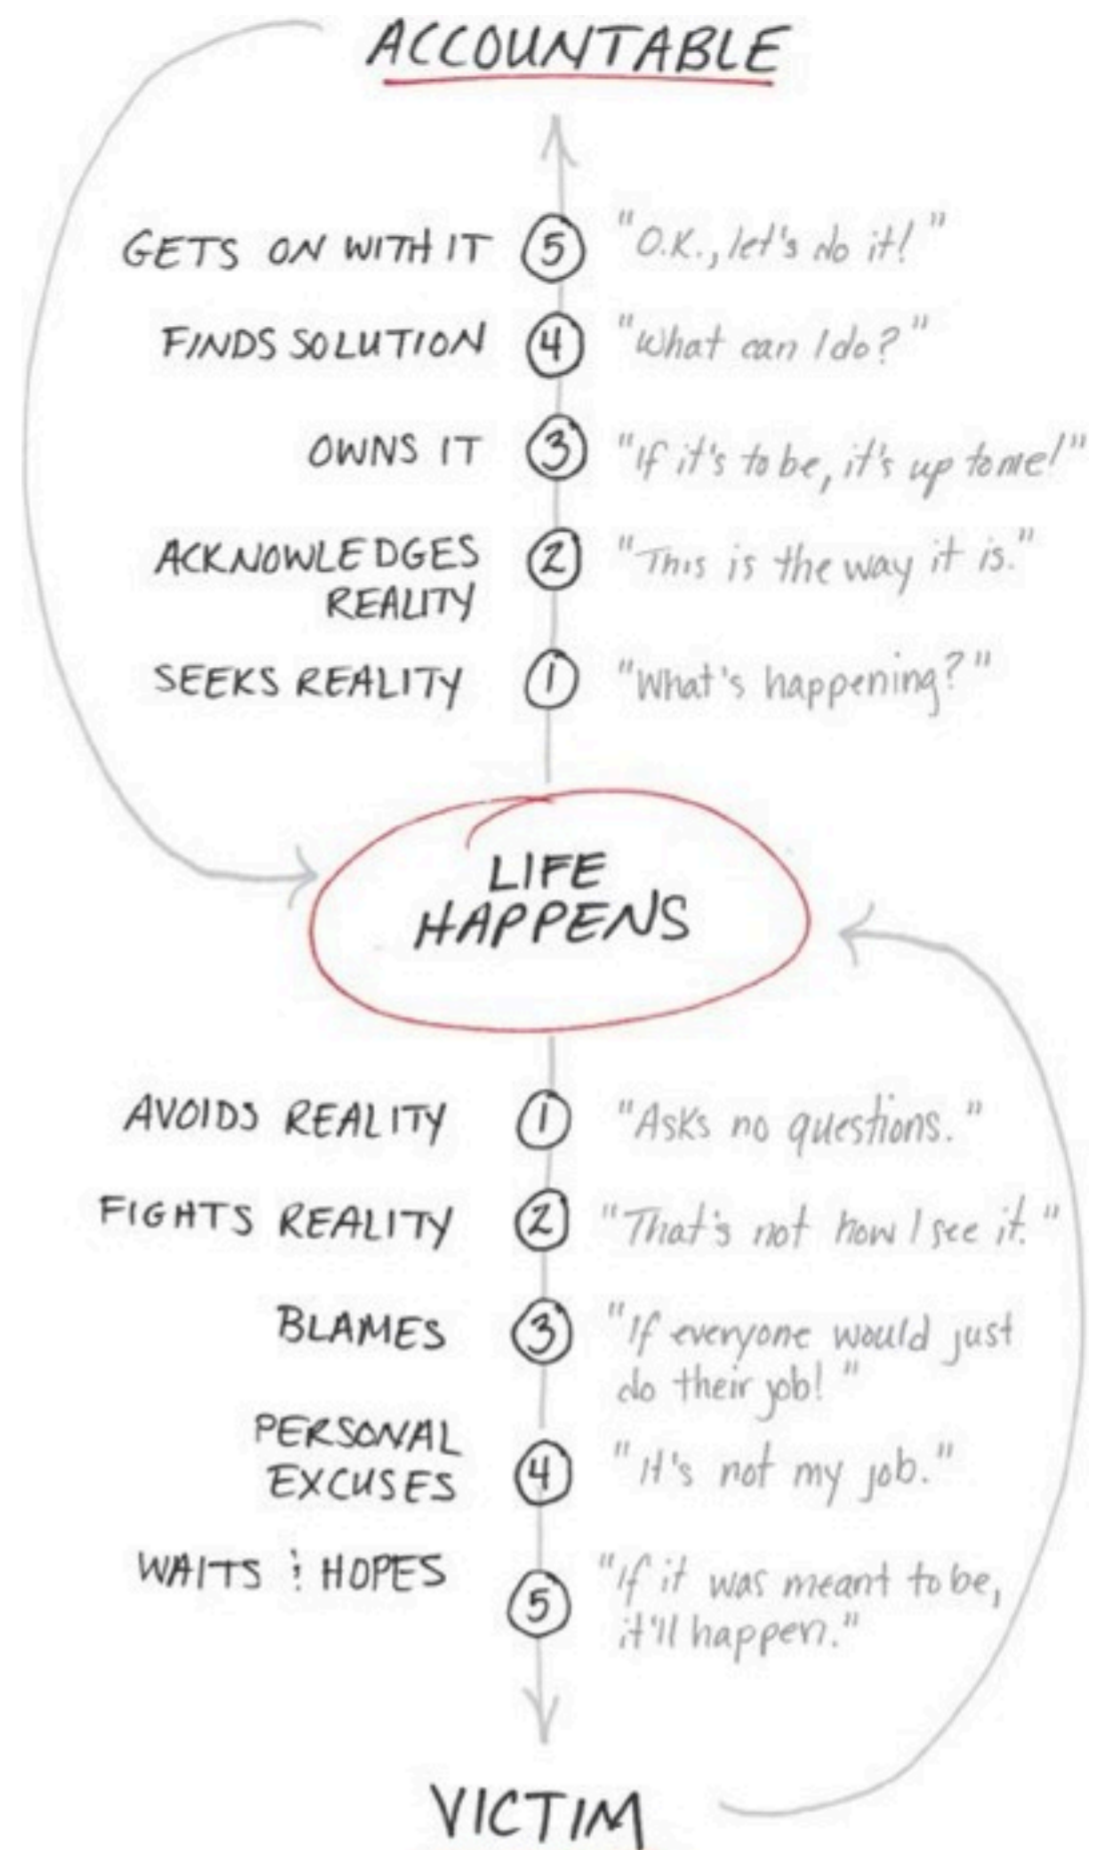 ACCOUNTABLE
GETS ON WITH IT 5 "O.K., let's do it!"
FINDS SOLUTION 4 "What can I do?"
OWNS IT 3 "If it's to be, it's up to me!"
ACKNOWLEDGES 2 "This is the way it is."
REALITY
SEEKS REALITY 1 "What's happening?"
LIFE
HAPPENS
AVOIDS REALITY 1 "Asks no questions."
FIGHTS REALITY 2 "That's not how I see it."
BLAMES 3 "If everyone would just
do their job!"
PERSONAL
EXCUSES 4 "It's not my job."
WAITS & HOPES 5 "If it was meant to be,
it'll happen."
VICTIM